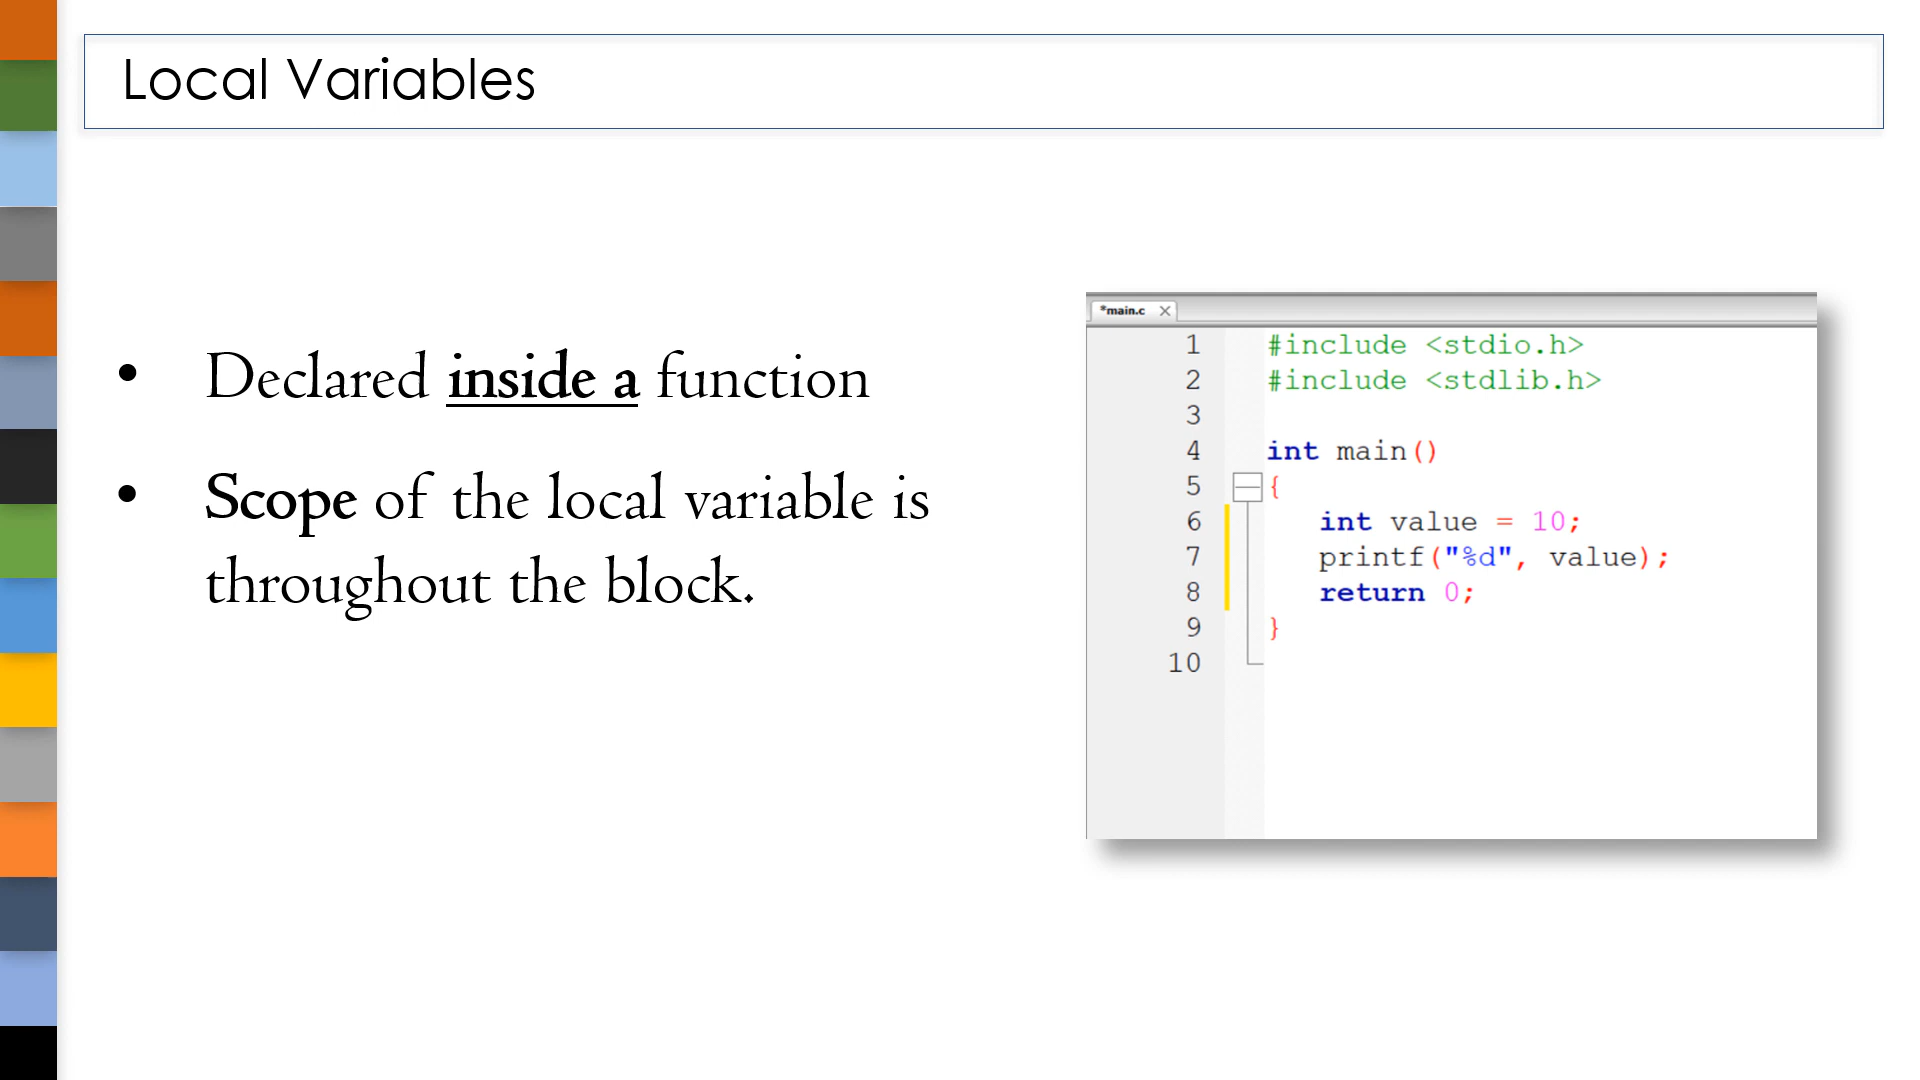 Local Variables
• Declared inside a function
• Scope of the local variable is
throughout the block.
*main.c
1 #include <stdio.h>
2 #include <stdlib.h>
3
4 int main()
5 {
6 int value = 10;
7 printf("%d", value);
8 return 0;
9 }
10